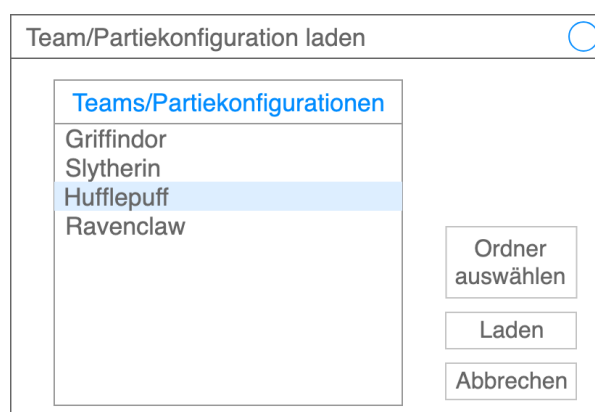 Team/Partiekonfiguration laden
Teams/Partiekonfigurationen
Griffindor
Slytherin
Hufflepuff
Ravenclaw
Ordner
auswählen
Laden
Abbrechen